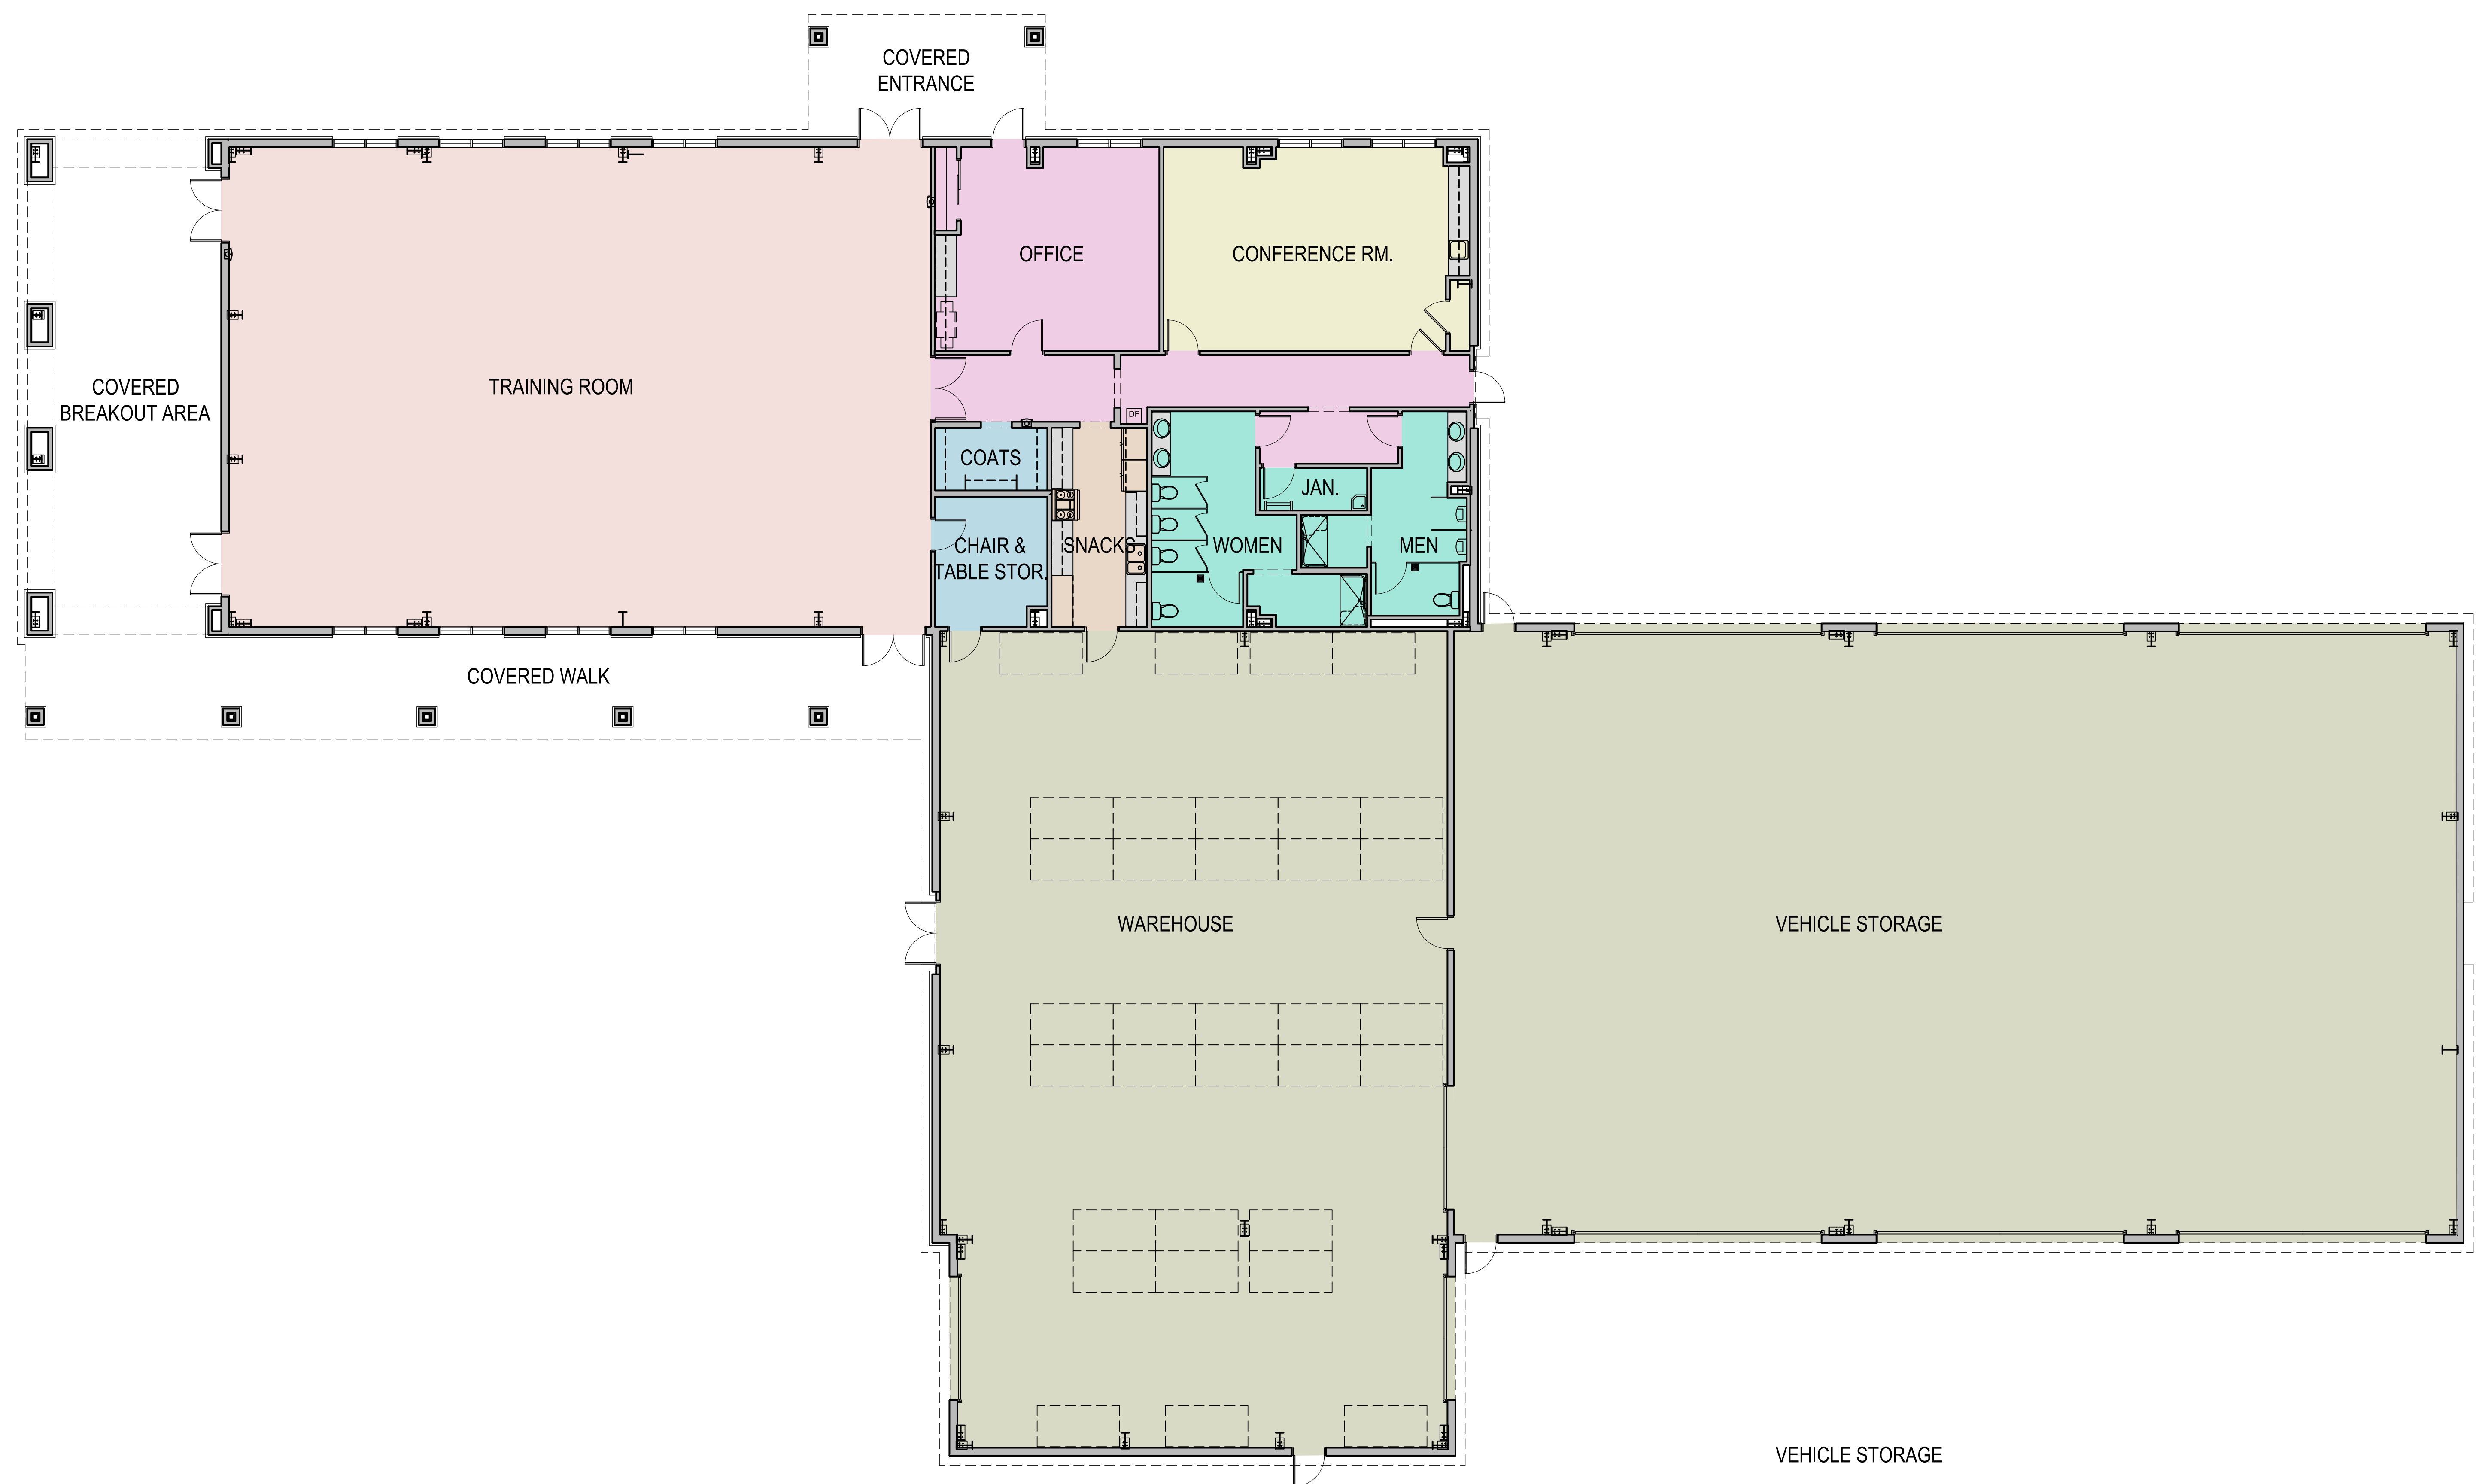 COVERED
ENTRANCE
OFFICE
CONFERENCE RM.
COVERED
BREAKOUT AREA
TRAINING ROOM
DF
COATS
JAN.
CHAIR &
TABLE STOR.
SNACKS
WOMEN
MEN
COVERED WALK
WAREHOUSE
VEHICLE STORAGE
VEHICLE STORAGE